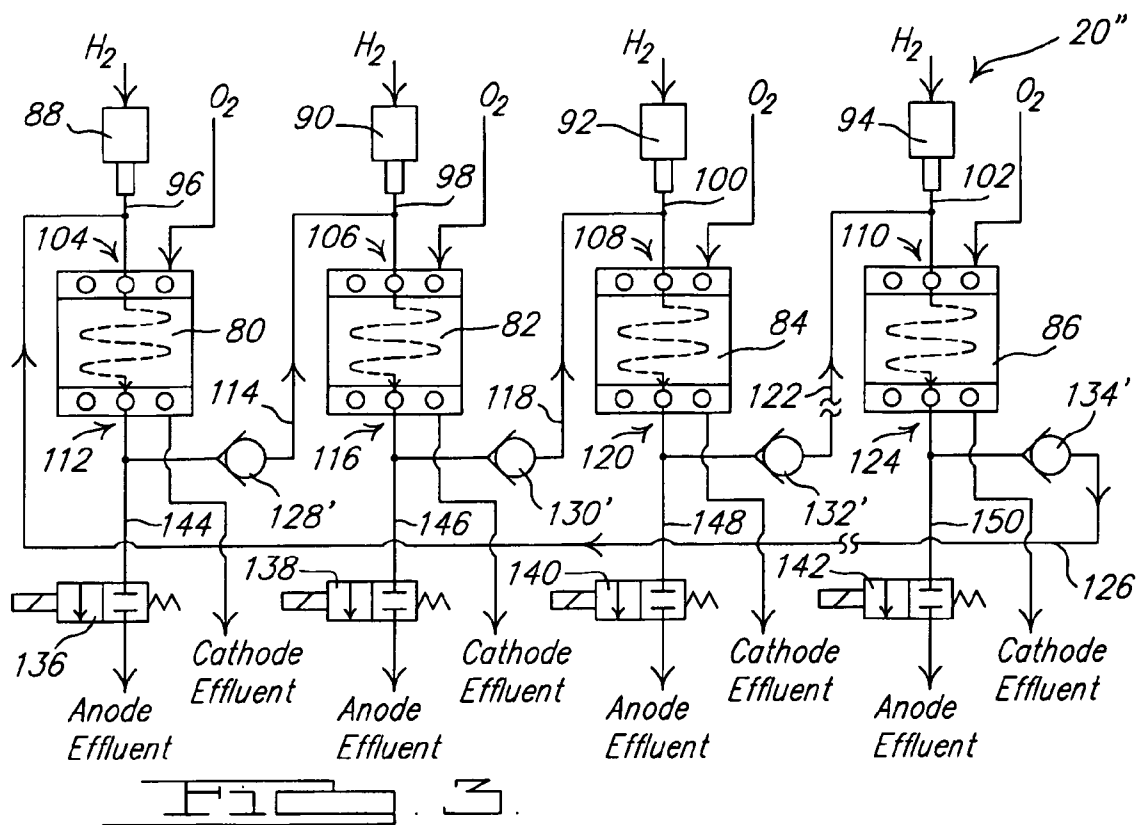 20"
H2
H2
H2
H2
O2
O2
O2
O2
88
90
92
94
96
98
100
102
104
106
108
110
80
82
84
86
114
118
122
134'
112
116
120
124
128'
130'
132'
144
146
148
150
138
140
142
126
136
Cathode
Effluent
Cathode
Effluent
Cathode
Effluent
Cathode
Effluent
Anode
Effluent
Anode
Effluent
Anode
Effluent
Anode
Effluent
Fig. 3.